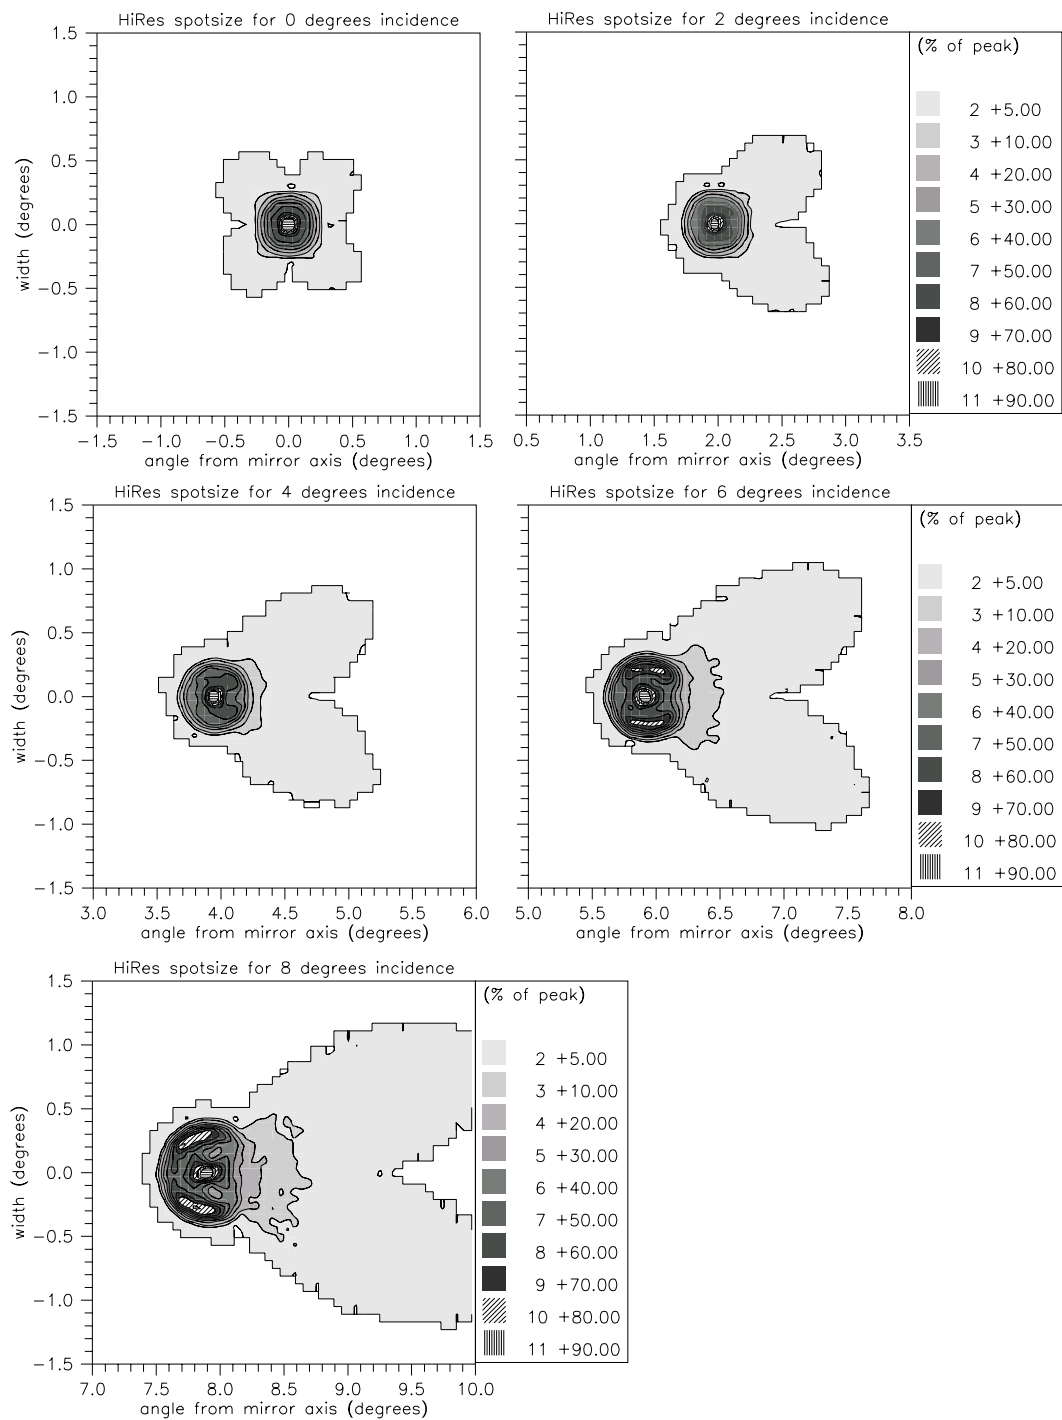 HiRes spotsize for 0 degrees incidence
1.5
1.0
0.5
0.0
−0.5
−1.0
−1.5
width (degrees)
−1.5 −1.0 −0.5 0.0 0.5 1.0 1.5
angle from mirror axis (degrees)
HiRes spotsize for 2 degrees incidence
0.5 1.0 1.5 2.0 2.5 3.0 3.5
angle from mirror axis (degrees)
(% of peak)
2 +5.00
3 +10.00
4 +20.00
5 +30.00
6 +40.00
7 +50.00
8 +60.00
9 +70.00
10 +80.00
11 +90.00
HiRes spotsize for 4 degrees incidence
1.5
1.0
0.5
0.0
−0.5
−1.0
−1.5
width (degrees)
3.0 3.5 4.0 4.5 5.0 5.5 6.0
angle from mirror axis (degrees)
HiRes spotsize for 6 degrees incidence
5.0 5.5 6.0 6.5 7.0 7.5 8.0
angle from mirror axis (degrees)
(% of peak)
2 +5.00
3 +10.00
4 +20.00
5 +30.00
6 +40.00
7 +50.00
8 +60.00
9 +70.00
10 +80.00
11 +90.00
HiRes spotsize for 8 degrees incidence
1.5
1.0
0.5
0.0
−0.5
−1.0
−1.5
width (degrees)
7.0 7.5 8.0 8.5 9.0 9.5 10.0
angle from mirror axis (degrees)
(% of peak)
2 +5.00
3 +10.00
4 +20.00
5 +30.00
6 +40.00
7 +50.00
8 +60.00
9 +70.00
10 +80.00
11 +90.00